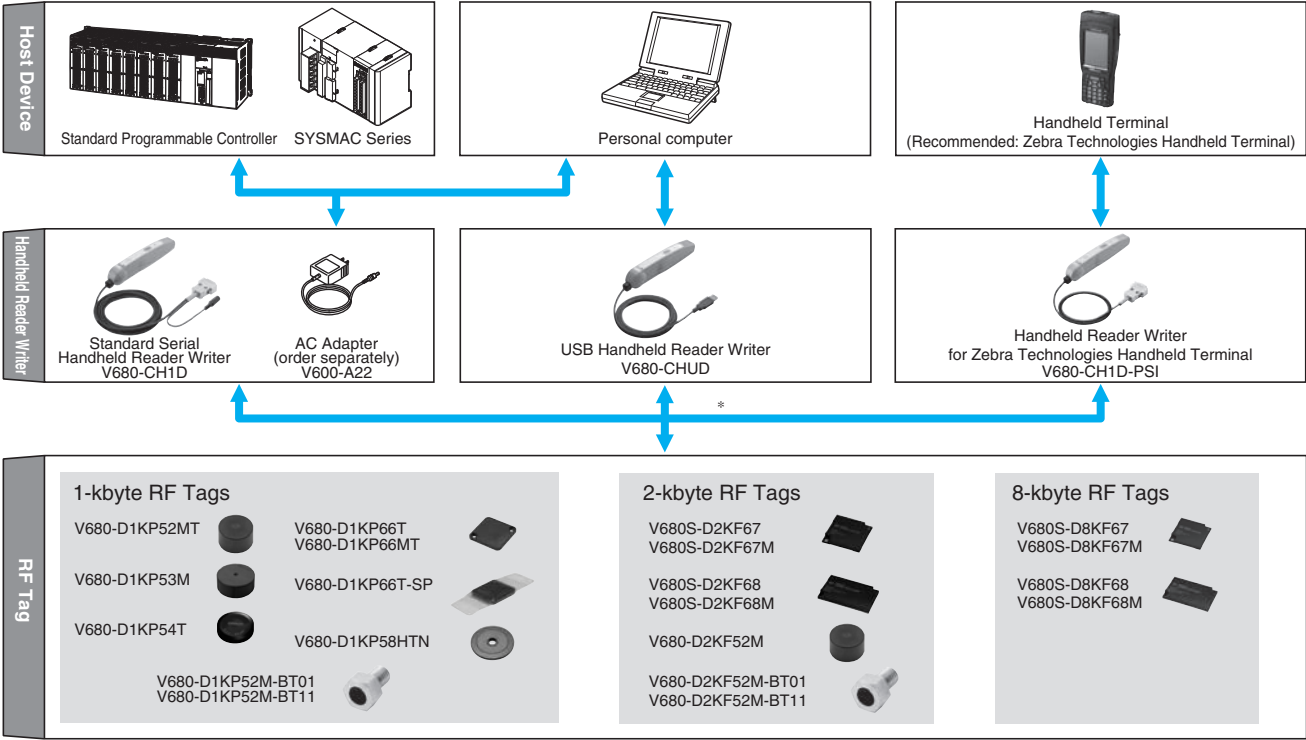 Host Device
Standard Programmable Controller
SYSMAC Series
Personal computer
Handheld Terminal
(Recommended: Zebra Technologies Handheld Terminal)
Handheld Reader Writer
Standard Serial
Handheld Reader Writer
V680-CH1D
AC Adapter
(order separately)
V600-A22
USB Handheld Reader Writer
V680-CHUD
Handheld Reader Writer
for Zebra Technologies Handheld Terminal
V680-CH1D-PSI
*
RF Tag
1-kbyte RF Tags
V680-D1KP52MT
V680-D1KP53M
V680-D1KP54T
V680-D1KP66T
V680-D1KP66MT
V680-D1KP66T-SP
V680-D1KP58HTN
V680-D1KP52M-BT01
V680-D1KP52M-BT11
2-kbyte RF Tags
V680S-D2KF67
V680S-D2KF67M
V680S-D2KF68
V680S-D2KF68M
V680-D2KF52M
V680-D2KF52M-BT01
V680-D2KF52M-BT11
8-kbyte RF Tags
V680S-D8KF67
V680S-D8KF67M
V680S-D8KF68
V680S-D8KF68M